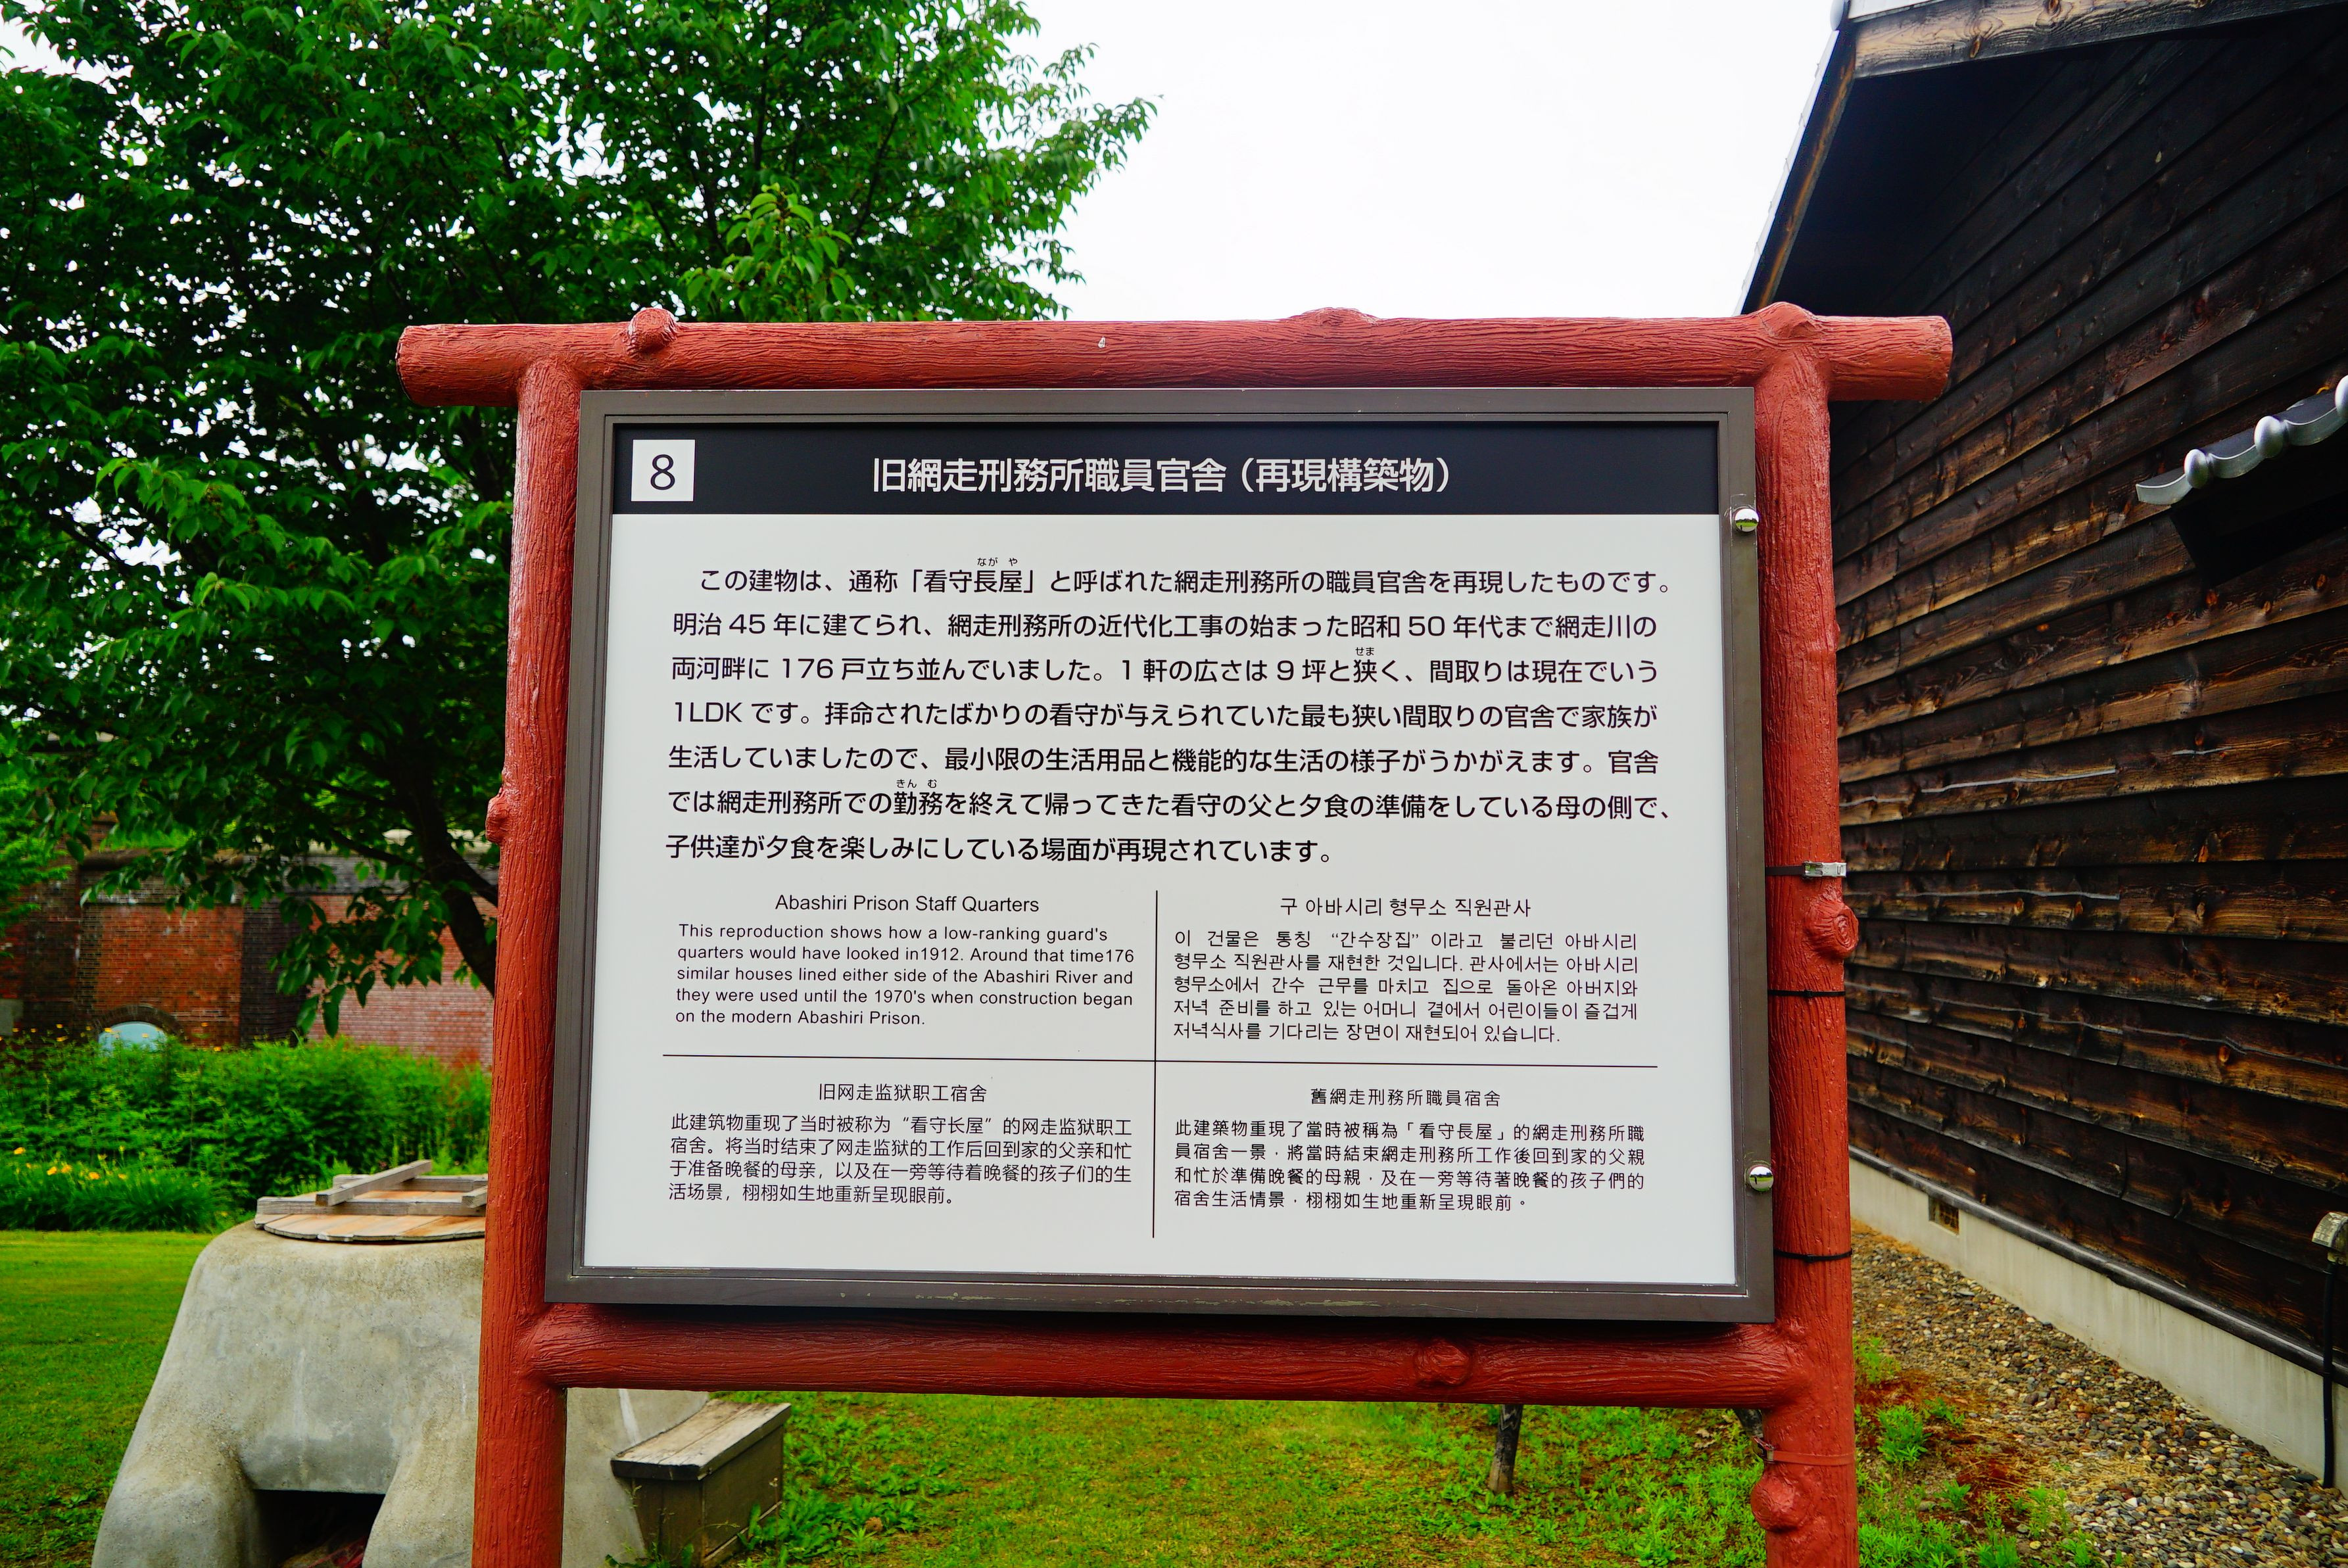 8
旧網走刑務所職員官舎（再現構築物）
なが や
この建物は、通称「看守長屋」と呼ばれた網走刑務所の職員官舎を再現したものです。
明治 45 年に建てられ、網走刑務所の近代化工事の始まった昭和 50 年代まで網走川の
せま
両河畔に 176 戸立ち並んでいました。1 軒の広さは 9 坪と狭く、間取りは現在でいう
1LDK です。拝命されたばかりの看守が与えられていた最も狭い間取りの官舎で家族が
生活していましたので、最小限の生活用品と機能的な生活の様子がうかがえます。官舎
きん む
では網走刑務所での勤務を終えて帰ってきた看守の父と夕食の準備をしている母の側で、
子供達が夕食を楽しみにしている場面が再現されています。
Abashiri Prison Staff Quarters
This reproduction shows how a low-ranking guard's
quarters would have looked in1912. Around that time176
similar houses lined either side of the Abashiri River and
they were used until the 1970's when construction began
on the modern Abashiri Prison.
구 아바시리 형무소 직원관사
이 건물은 통칭 “간수장집” 이라고 불리던 아바시리
형무소 직원관사를 재현한 것입니다. 관사에서는 아바시리
형무소에서 간수 근무를 마치고 집으로 돌아온 아버지와
저녁 준비를 하고 있는 어머니 곁에서 어린이들이 즐겁게
저녁식사를 기다리는 장면이 재현되어 있습니다.
旧网走监狱职工宿舍
此建筑物重现了当时被称为“看守长屋”的网走监狱职工
宿舍。将当时结束了网走监狱的工作后回到家的父亲和忙
于准备晚餐的母亲，以及在一旁等待着晚餐的孩子们的生
活场景，栩栩如生地重新呈现眼前。
舊網走刑務所職員宿舍
此建築物重現了當時被稱為「看守長屋」的網走刑務所職
員宿舍一景，將當時結束網走刑務所工作後回到家的父親
和忙於準備晚餐的母親，及在一旁等待著晚餐的孩子們的
宿舍生活情景，栩栩如生地重新呈現眼前。